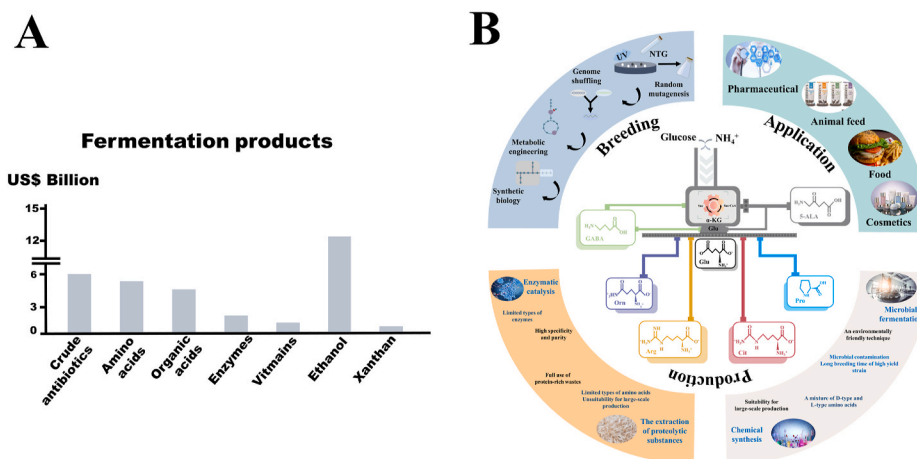 A
Fermentation products
US$ Billion
15
12
6
3
0
Crude
antibiotics
Amino
acids
Organic
acids
Enzymes
Vitmains
Ethanol
Xanthan
B
UV
NTG
Genome
shuffling
Random
mutagenesis
Metabolic
engineering
Synthetic
biology
Breeding
Pharmaceutical
Animal feed
Food
Cosmetics
Application
Glucose
NH₄⁺
α-KG
Glu
GABA
5-ALA
Glu
Orn
Pro
Arg
Cit
Production
Enzymatic
catalysis
Limited types of
enzymes
High specificity
and purity
Full use of
protein-rich wastes
Limited types of amino acids
Unsuitability for large-scale
production
The extraction
of proteolytic
substances
Microbial
fermentation
An environmentally
friendly technique
Microbial contamination
Long breeding time of high yield
strain
A mixture of D-type and
L-type amino acids
Suitability for
large-scale production
Chemical
synthesis